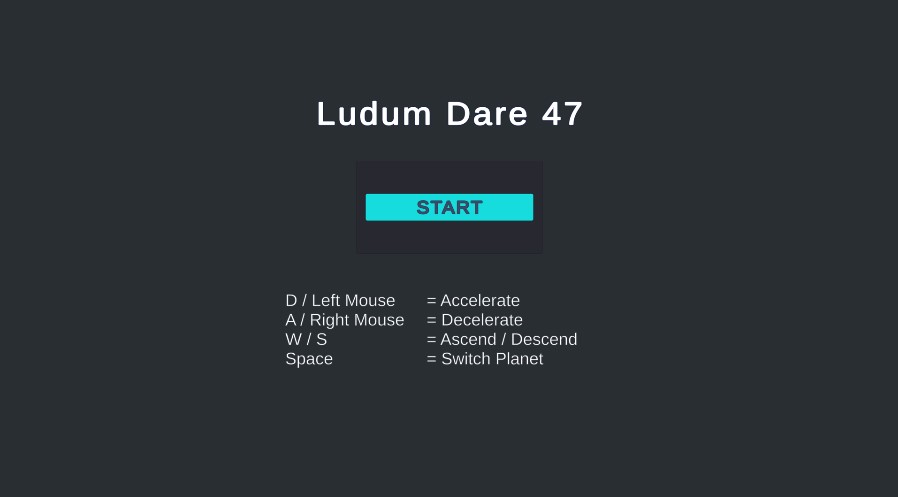 Ludum Dare 47
START
D / Left Mouse = Accelerate
A / Right Mouse = Decelerate
W / S = Ascend / Descend
Space = Switch Planet